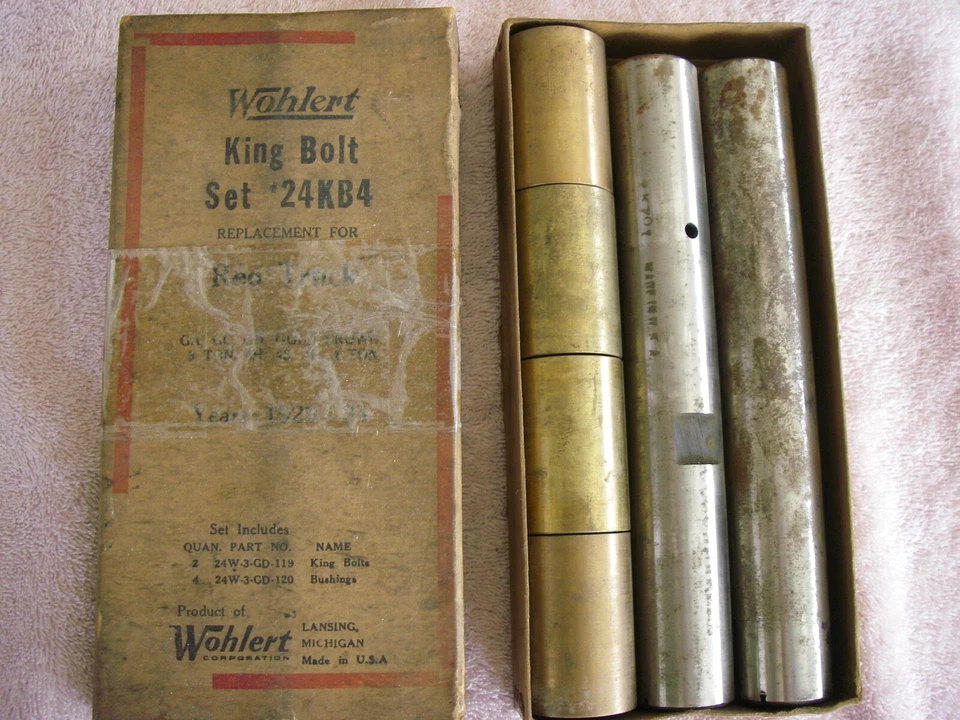 Wohlert
King Bolt
Set #24KB4
REPLACEMENT FOR
Reo Truck
Set Includes
QUAN. PART NO. NAME
2 24W-3-GD-119 King Bolts
4 24W-3-GD-120 Bushings
Product of
Wohlert
CORPORATION
LANSING,
MICHIGAN
Made in U.S.A